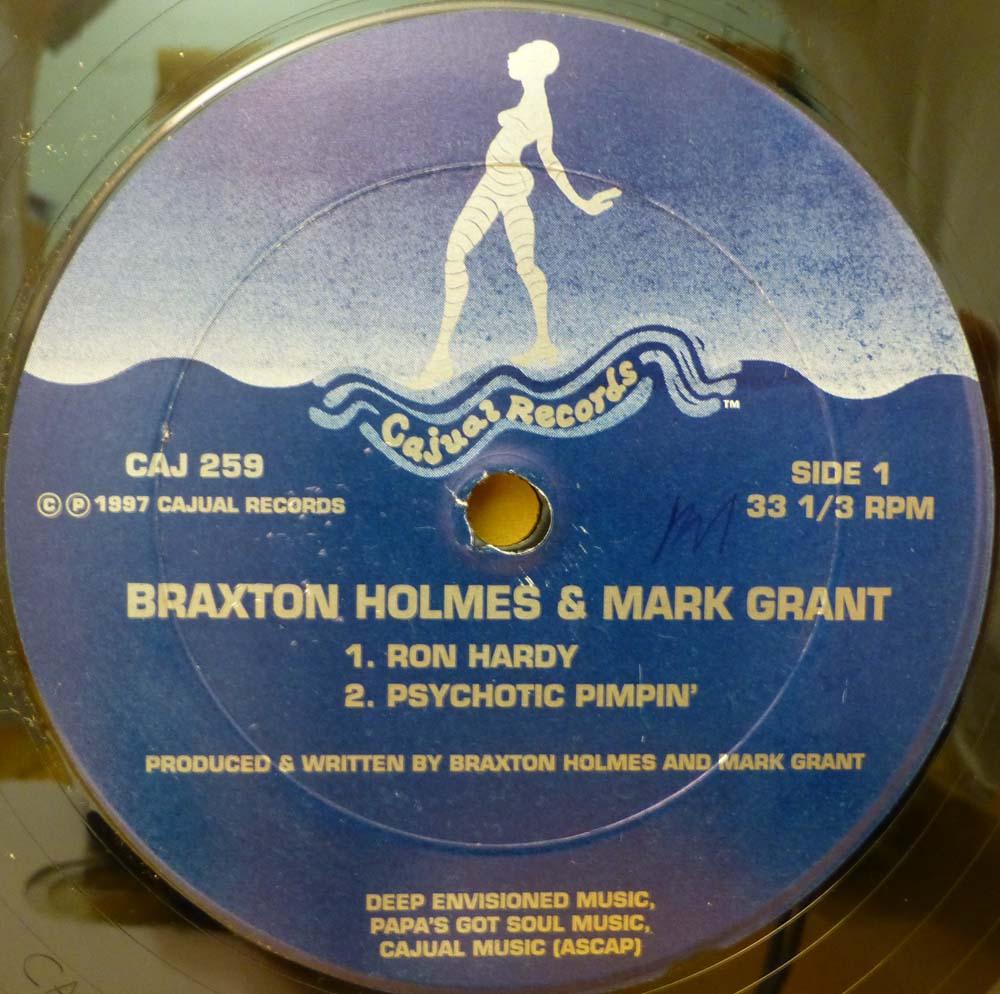 Cajual Records ™
CAJ 259
SIDE 1
© ℗ 1997 CAJUAL RECORDS
33 1/3 RPM
BRAXTON HOLMES & MARK GRANT
1. RON HARDY
2. PSYCHOTIC PIMPIN'
PRODUCED & WRITTEN BY BRAXTON HOLMES AND MARK GRANT
DEEP ENVISIONED MUSIC,
PAPA'S GOT SOUL MUSIC,
CAJUAL MUSIC (ASCAP)